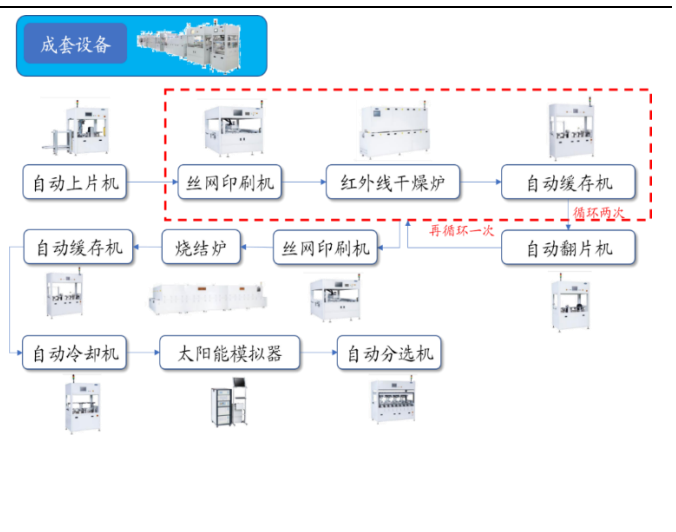 成套设备
自动上片机
丝网印刷机
红外线干燥炉
自动缓存机
循环两次
再循环一次
自动缓存机
烧结炉
丝网印刷机
自动翻片机
自动冷却机
太阳能模拟器
自动分选机